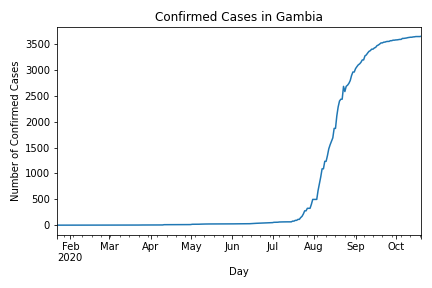 Confirmed Cases in Gambia
Number of Confirmed Cases
3500
3000
2500
2000
1500
1000
500
0
Feb Mar Apr May Jun Jul Aug Sep Oct
2020
Day